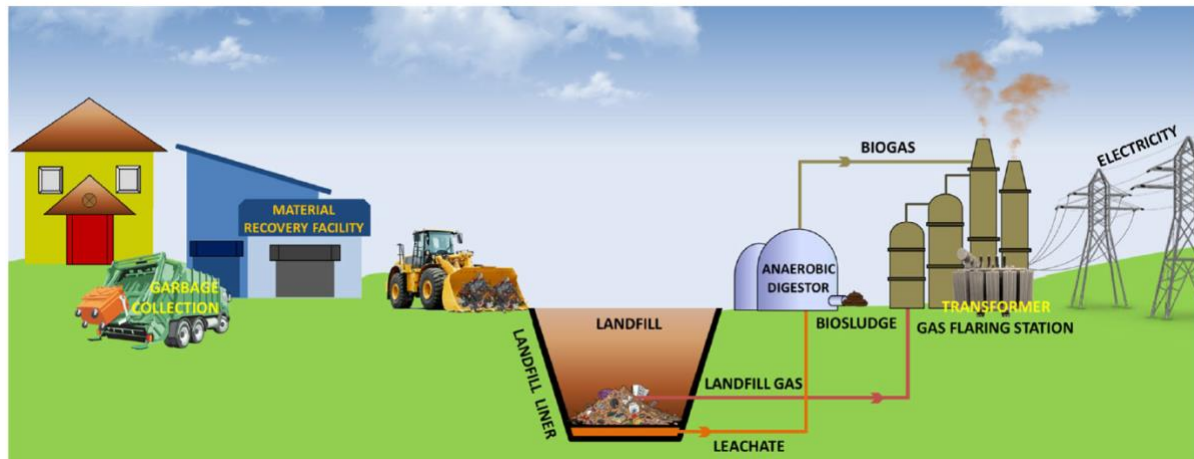 GARBAGE
COLLECTION
MATERIAL
RECOVERY FACILITY
LANDFILL
LANDFILL LINER
LANDFILL GAS
LEACHATE
ANAEROBIC
DIGESTOR
BIOSLUDGE
BIOGAS
TRANSFORMER
GAS FLARING STATION
ELECTRICITY